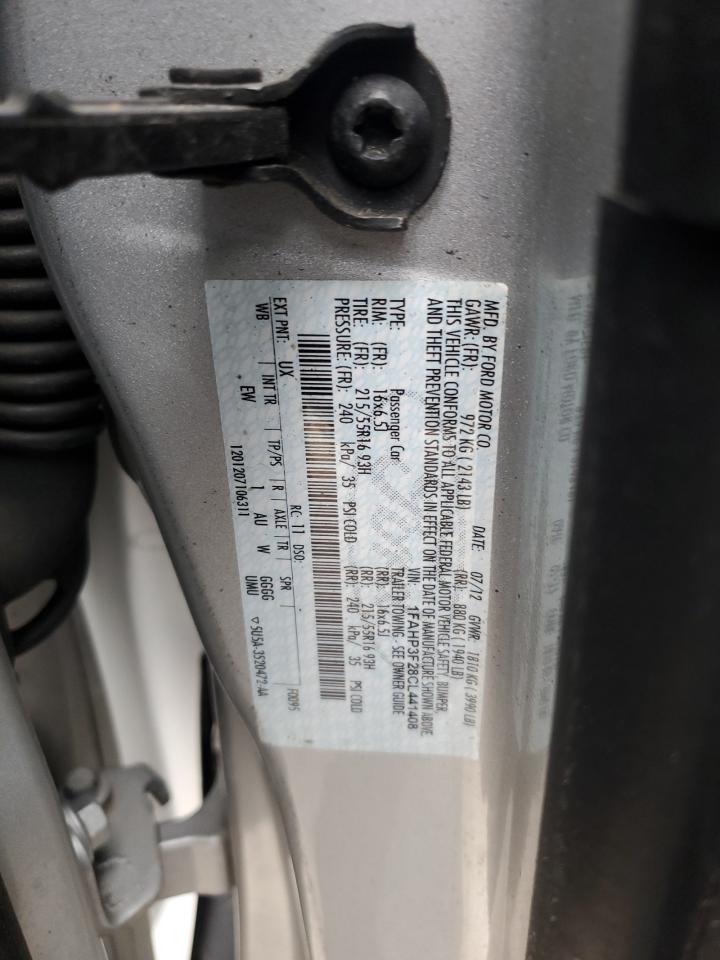 MFD. BY FORD MOTOR CO.
DATE: 07/12 GVWR: 1810 KG ( 3990 LB)
GAWR: (FR): 972 KG ( 2143 LB) (RR): 880 KG ( 1940 LB)
THIS VEHICLE CONFORMS TO ALL APPLICABLE FEDERAL MOTOR VEHICLE SAFETY, BUMPER,
AND THEFT PREVENTION STANDARDS IN EFFECT ON THE DATE OF MANUFACTURE SHOWN ABOVE.
VIN: 1FAHP3F28CL441408
TYPE: Passenger Car TRAILER TOWING - SEE OWNER GUIDE
RIM: (FR): 16x6.5J (RR): 16x6.5J
TIRE: (FR): 215/55R16 93H (RR): 215/55R16 93H
PRESSURE: (FR): 240 kPa/ 35 PSI COLD (RR): 240 kPa/ 35 PSI COLD
F0095
EXT PNT: UX RC: 11 DSO:
WB INT TR TP/PS R AXLE TR SPR
EW 1 AU W GGGG ▽5U5A-3520472-AA
1201207106311 UMU